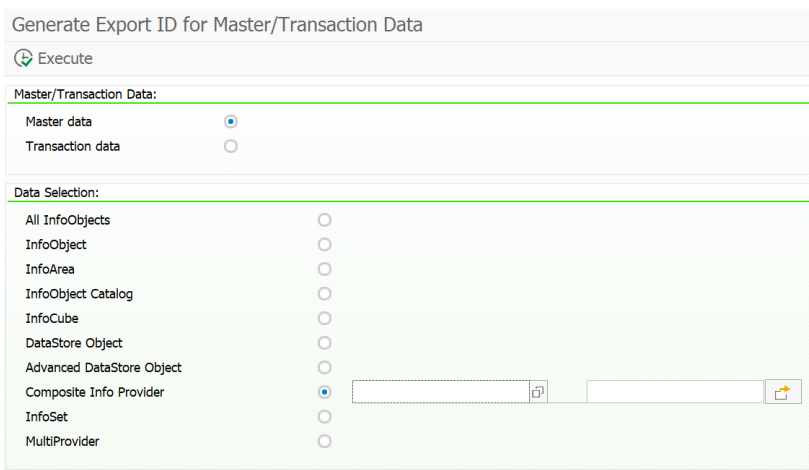 Generate Export ID for Master/Transaction Data
Execute
Master/Transaction Data:
Master data
Transaction data
Data Selection:
All InfoObjects
InfoObject
InfoArea
InfoObject Catalog
InfoCube
DataStore Object
Advanced DataStore Object
Composite Info Provider
InfoSet
MultiProvider